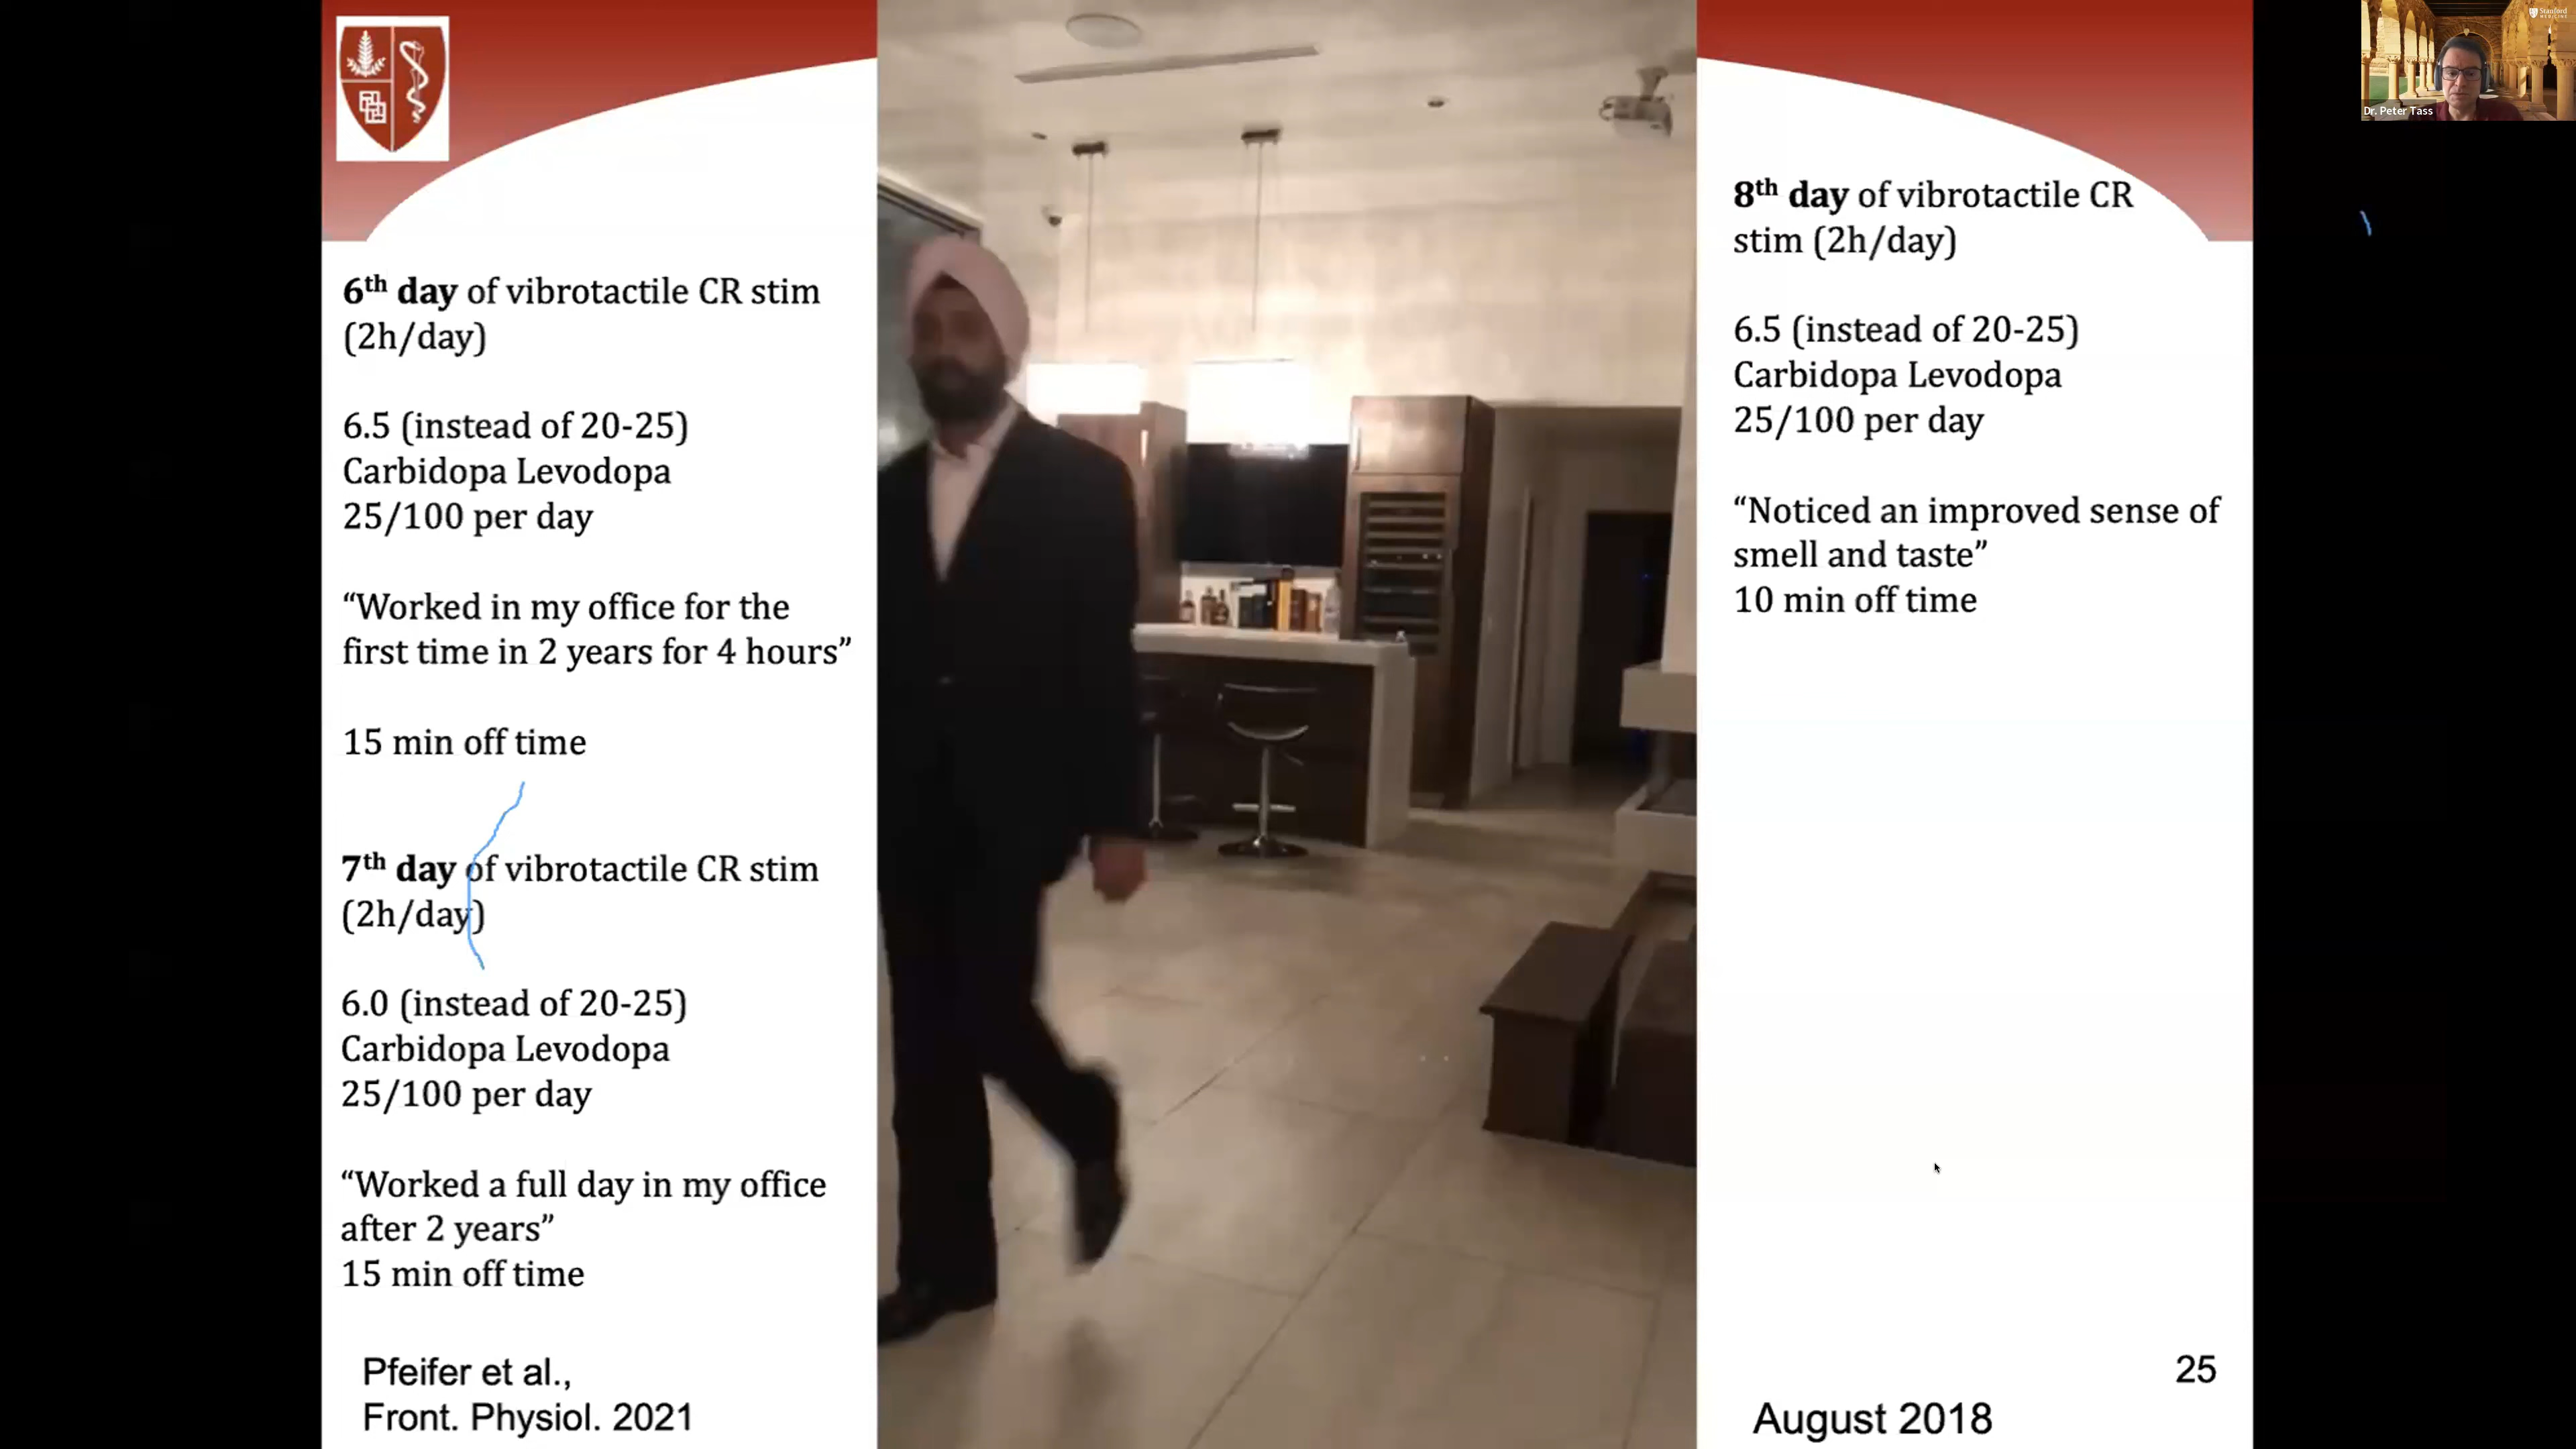 6th day of vibrotactile CR stim
(2h/day)
6.5 (instead of 20-25)
Carbidopa Levodopa
25/100 per day
“Worked in my office for the
first time in 2 years for 4 hours”
15 min off time
7th day of vibrotactile CR stim
(2h/day)
6.0 (instead of 20-25)
Carbidopa Levodopa
25/100 per day
“Worked a full day in my office
after 2 years”
15 min off time
Pfeifer et al.,
Front. Physiol. 2021
8th day of vibrotactile CR
stim (2h/day)
6.5 (instead of 20-25)
Carbidopa Levodopa
25/100 per day
“Noticed an improved sense of
smell and taste”
10 min off time
25
August 2018
Stanford
MEDICINE
Dr. Peter Tass